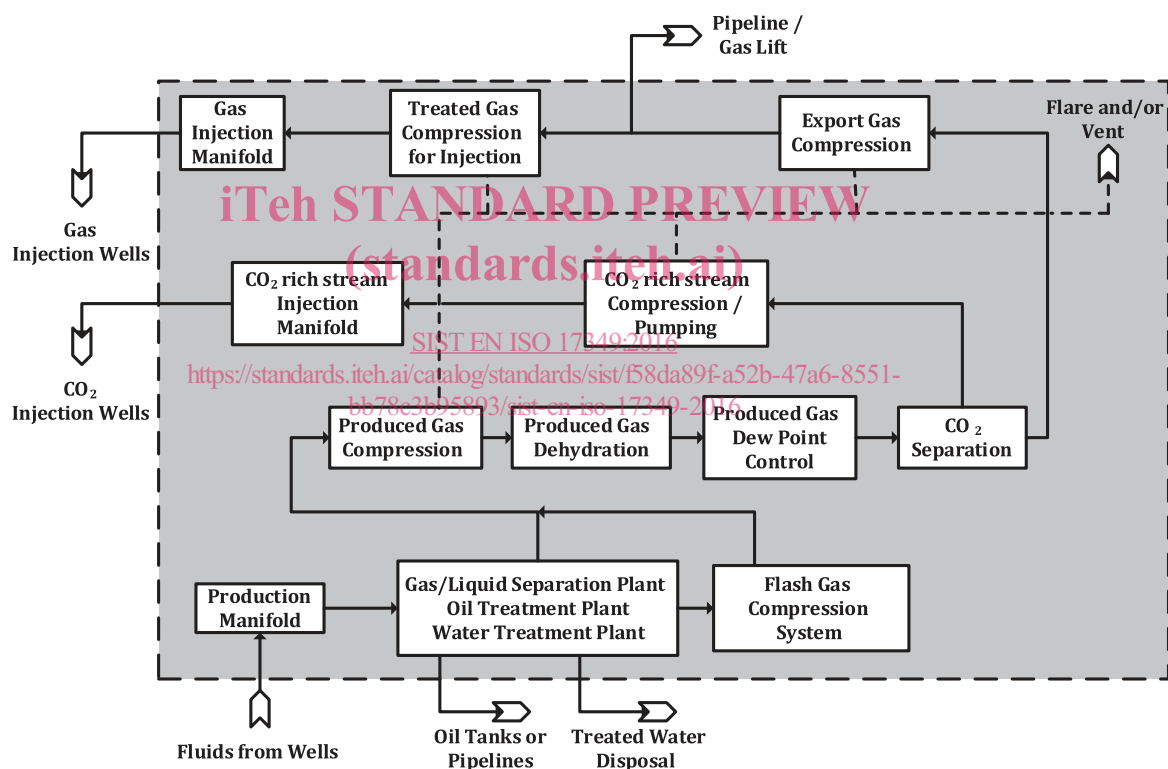 Pipeline /
Gas Lift
Gas
Injection
Manifold
Treated Gas
Compression
for Injection
Export Gas
Compression
Flare and/or
Vent
iTeh STANDARD PREVIEW
(standards.iteh.ai)
Gas
Injection Wells
CO2 rich stream
Injection
Manifold
CO2 rich stream
Compression /
Pumping
SIST EN ISO 17349:2016
https://standards.iteh.ai/catalog/standards/sist/f58da89f-a52b-47a6-8551-
bb78c3b95893/sist-en-iso-17349-2016
CO2
Injection Wells
Produced Gas
Compression
Produced Gas
Dehydration
Produced Gas
Dew Point
Control
CO2
Separation
Production
Manifold
Gas/Liquid Separation Plant
Oil Treatment Plant
Water Treatment Plant
Flash Gas
Compression
System
Fluids from Wells
Oil Tanks or
Pipelines
Treated Water
Disposal